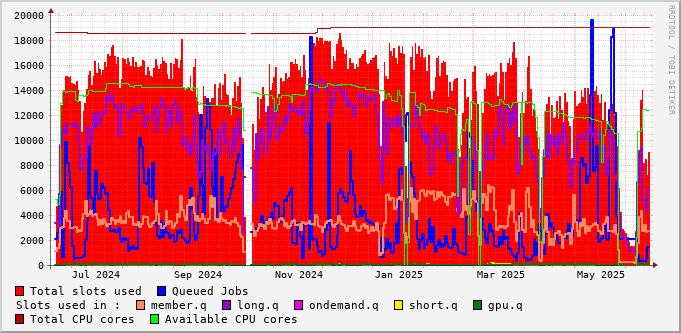 20000
18000
16000
14000
12000
10000
8000
6000
4000
2000
0
Jul 2024 Sep 2024 Nov 2024 Jan 2025 Mar 2025 May 2025
RRDTOOL / TOBI OETIKER
Total slots used Queued Jobs
Slots used in : member.q long.q ondemand.q short.q gpu.q
Total CPU cores Available CPU cores